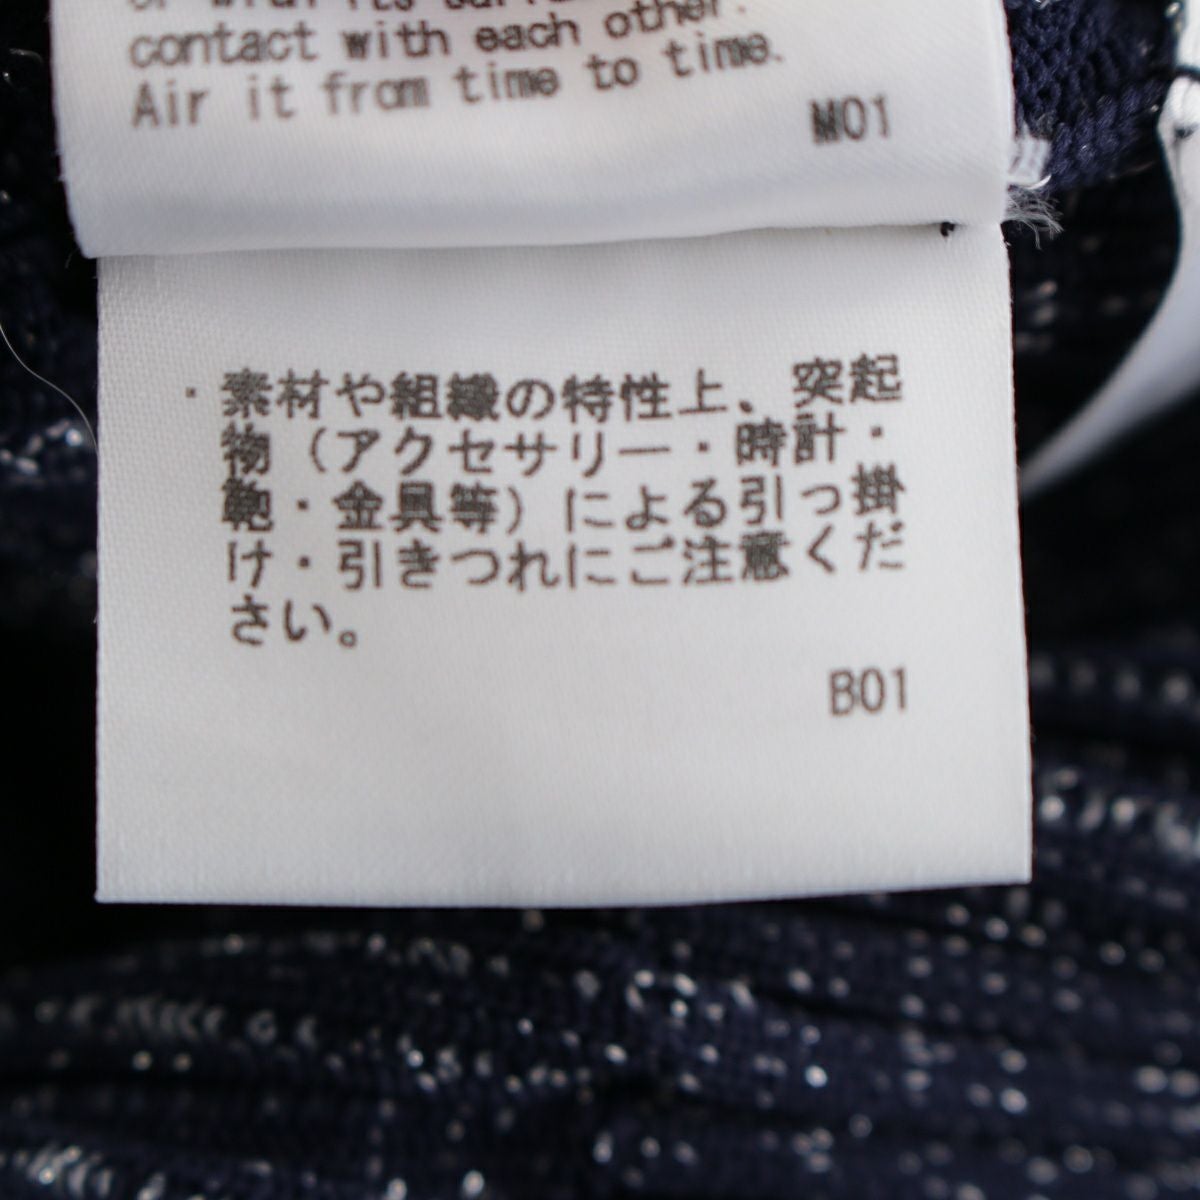 contact with each other.
Air it from time to time.
M01
・素材や組織の特性上、突起
物（アクセサリー・時計・
鞄・金具等）による引っ掛
け・引きつれにご注意くだ
さい。
B01